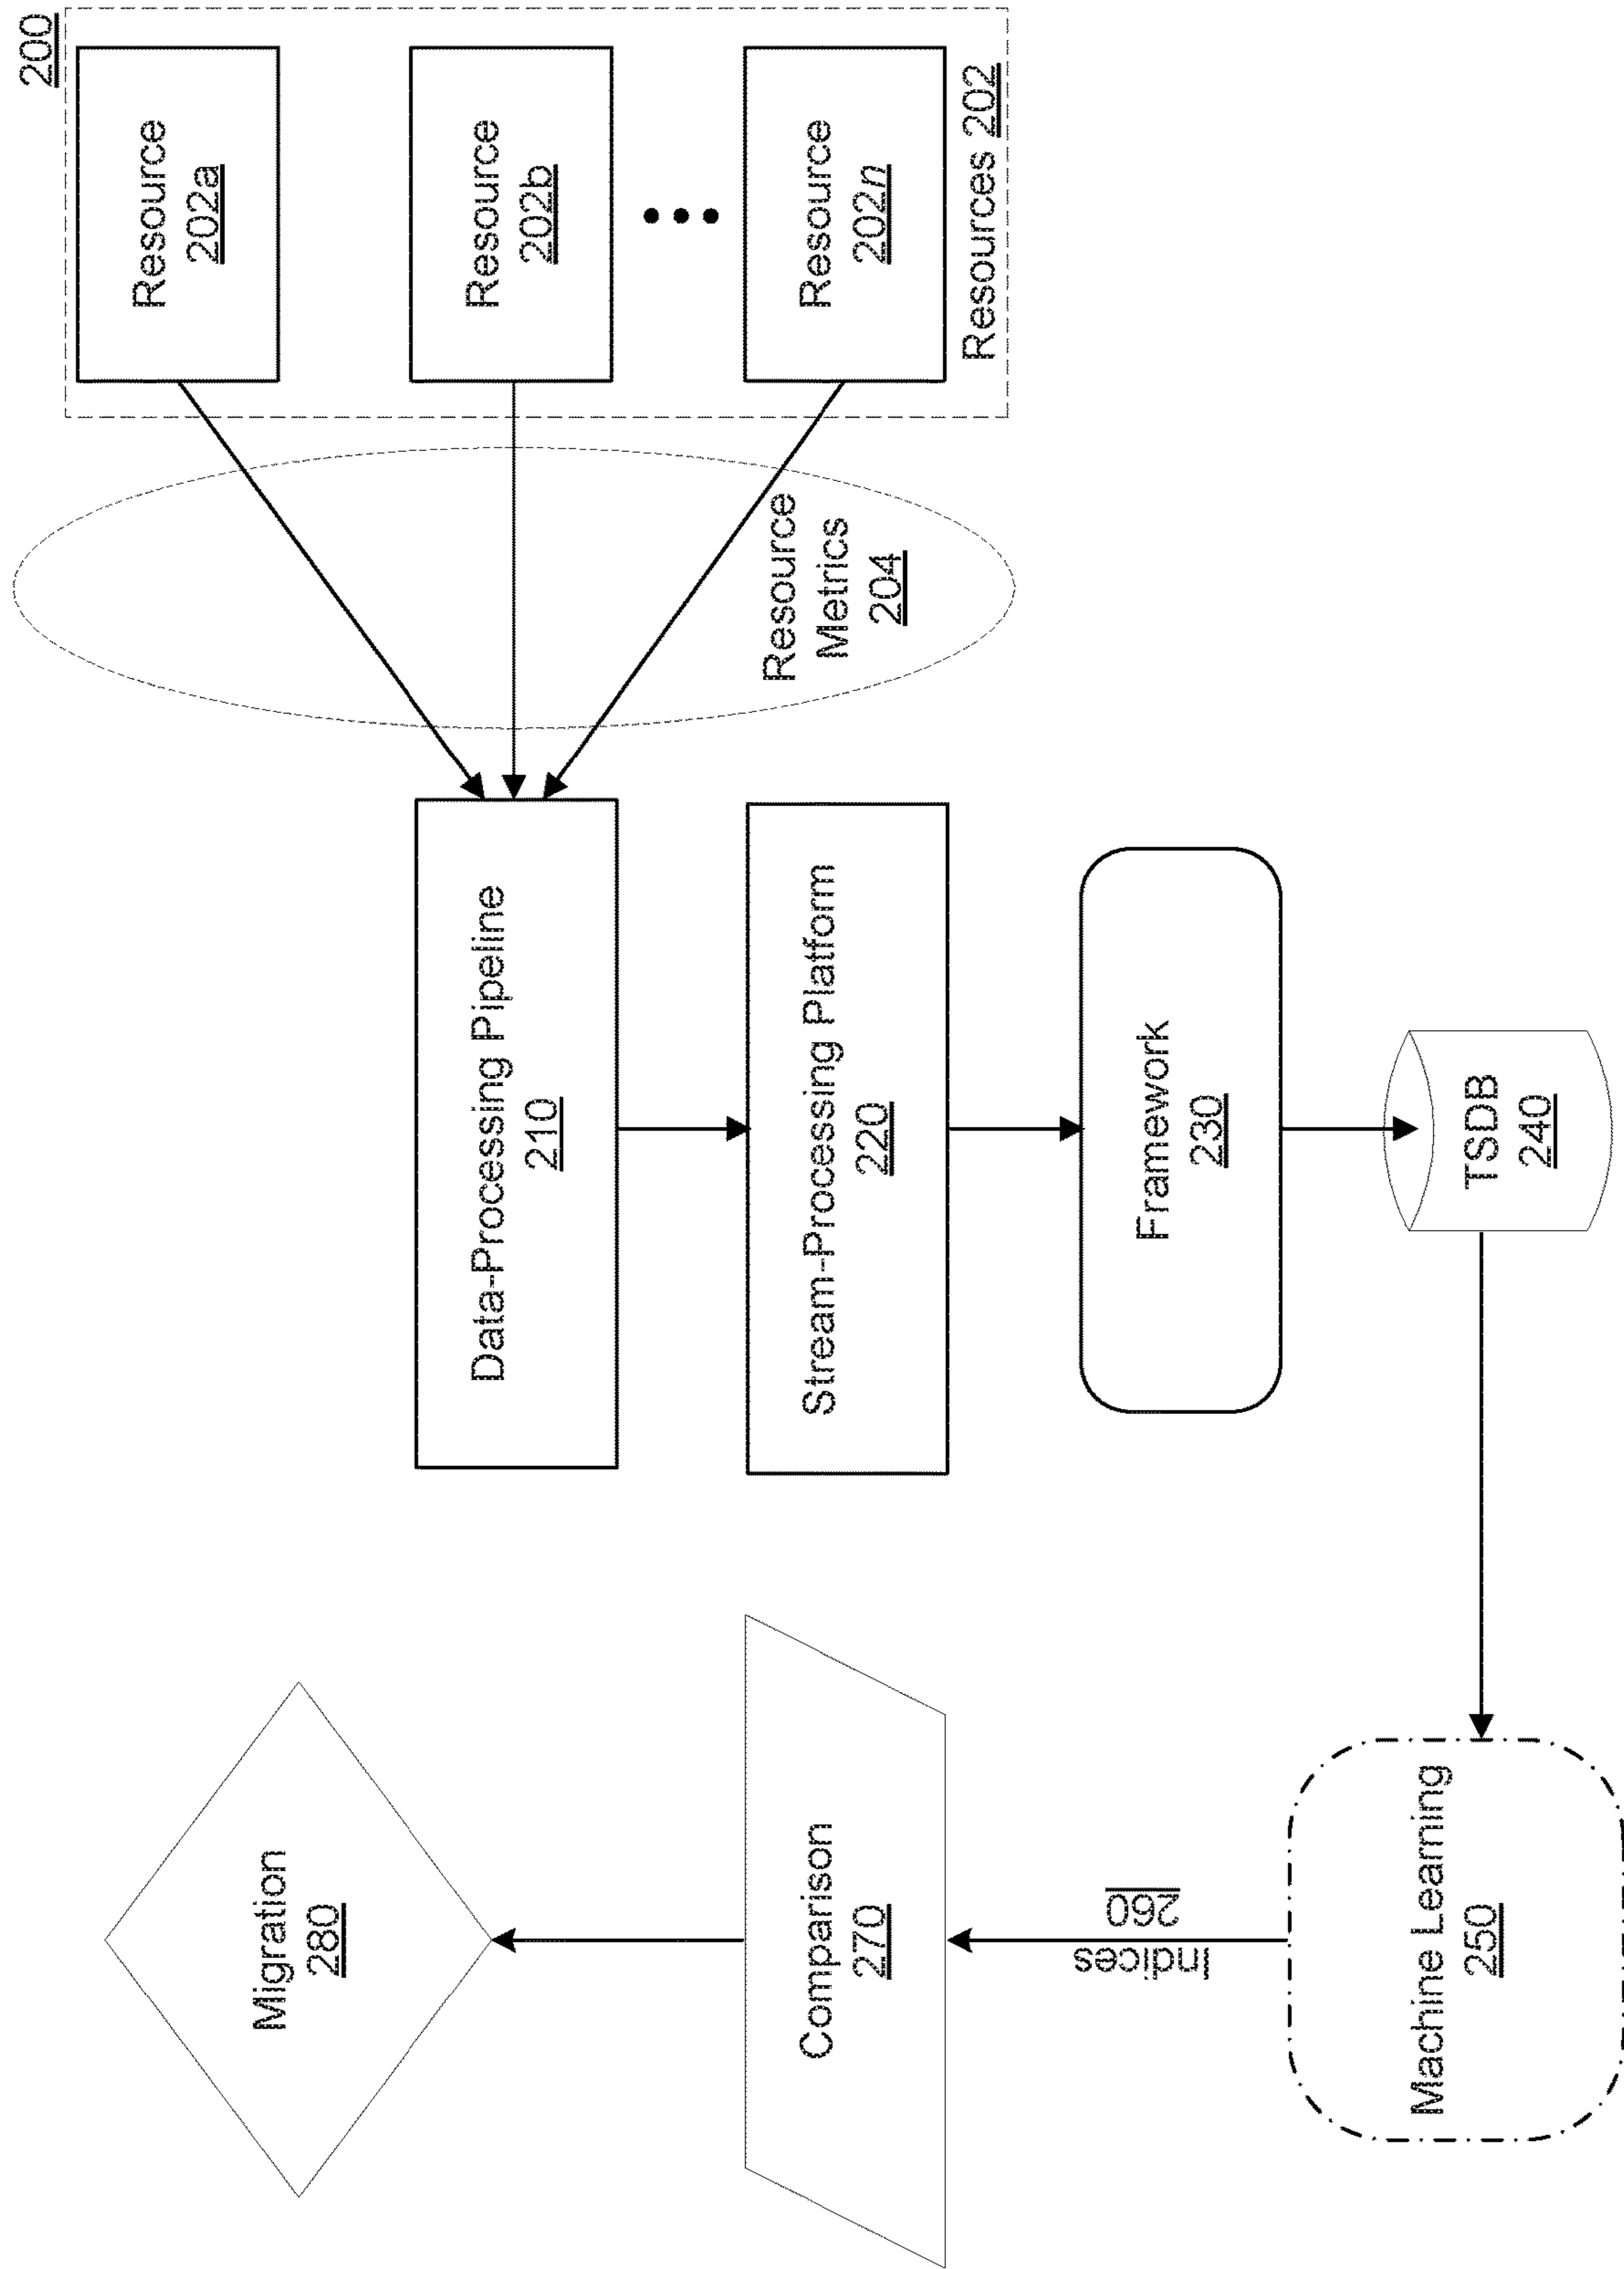 200
Resource
202a
Resource
202b
Resource
202n
Resources 202
Resource
Metrics
204
Data-Processing Pipeline
210
Stream-Processing Platform
220
Framework
230
TSDB
240
Machine Learning
250
Indices
260
Comparison
270
Migration
280